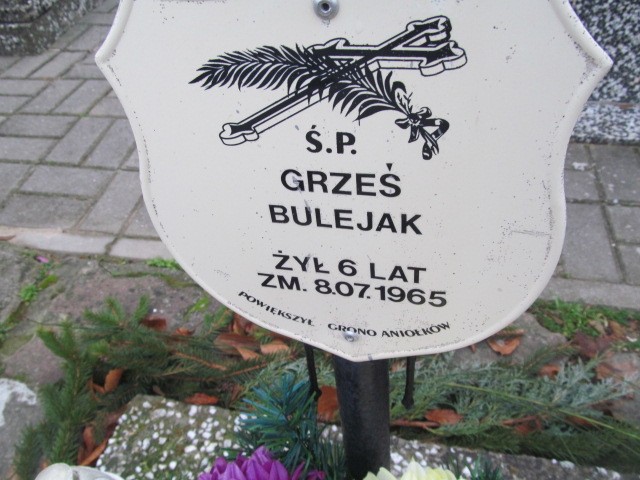 Ś.P.
GRZEŚ
BULEJAK
ŻYŁ 6 LAT
ZM. 8.07.1965
POWIĘKSZYŁ GRONO ANIOŁKÓW